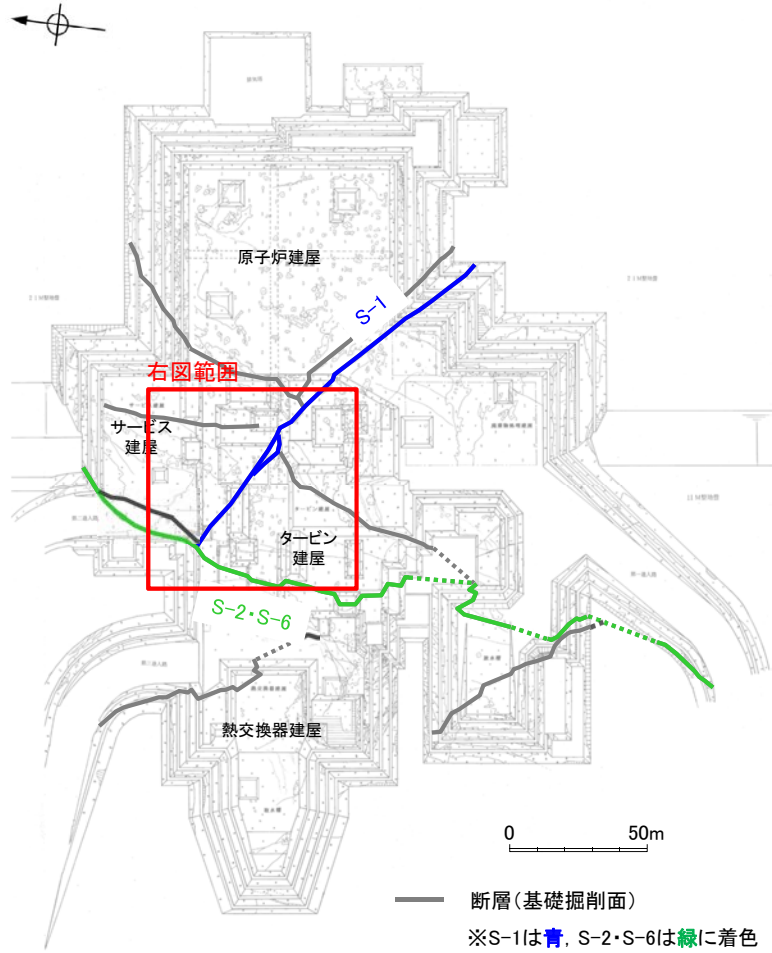 原子炉建屋
S-1
右図範囲
サービス
建屋
タービン
建屋
S-2・S-6
熱交換器建屋
0 50m
断層(基礎掘削面)
※S-1は青,S-2・S-6は緑に着色